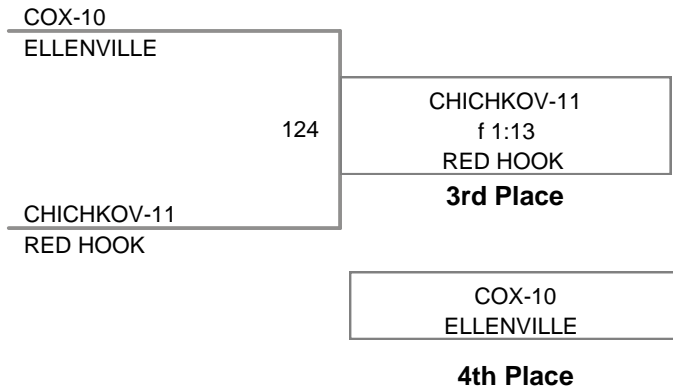 COX-10
ELLENVILLE
CHICHKOV-11
124
f 1:13
RED HOOK
3rd Place
CHICHKOV-11
RED HOOK
COX-10
ELLENVILLE
4th Place